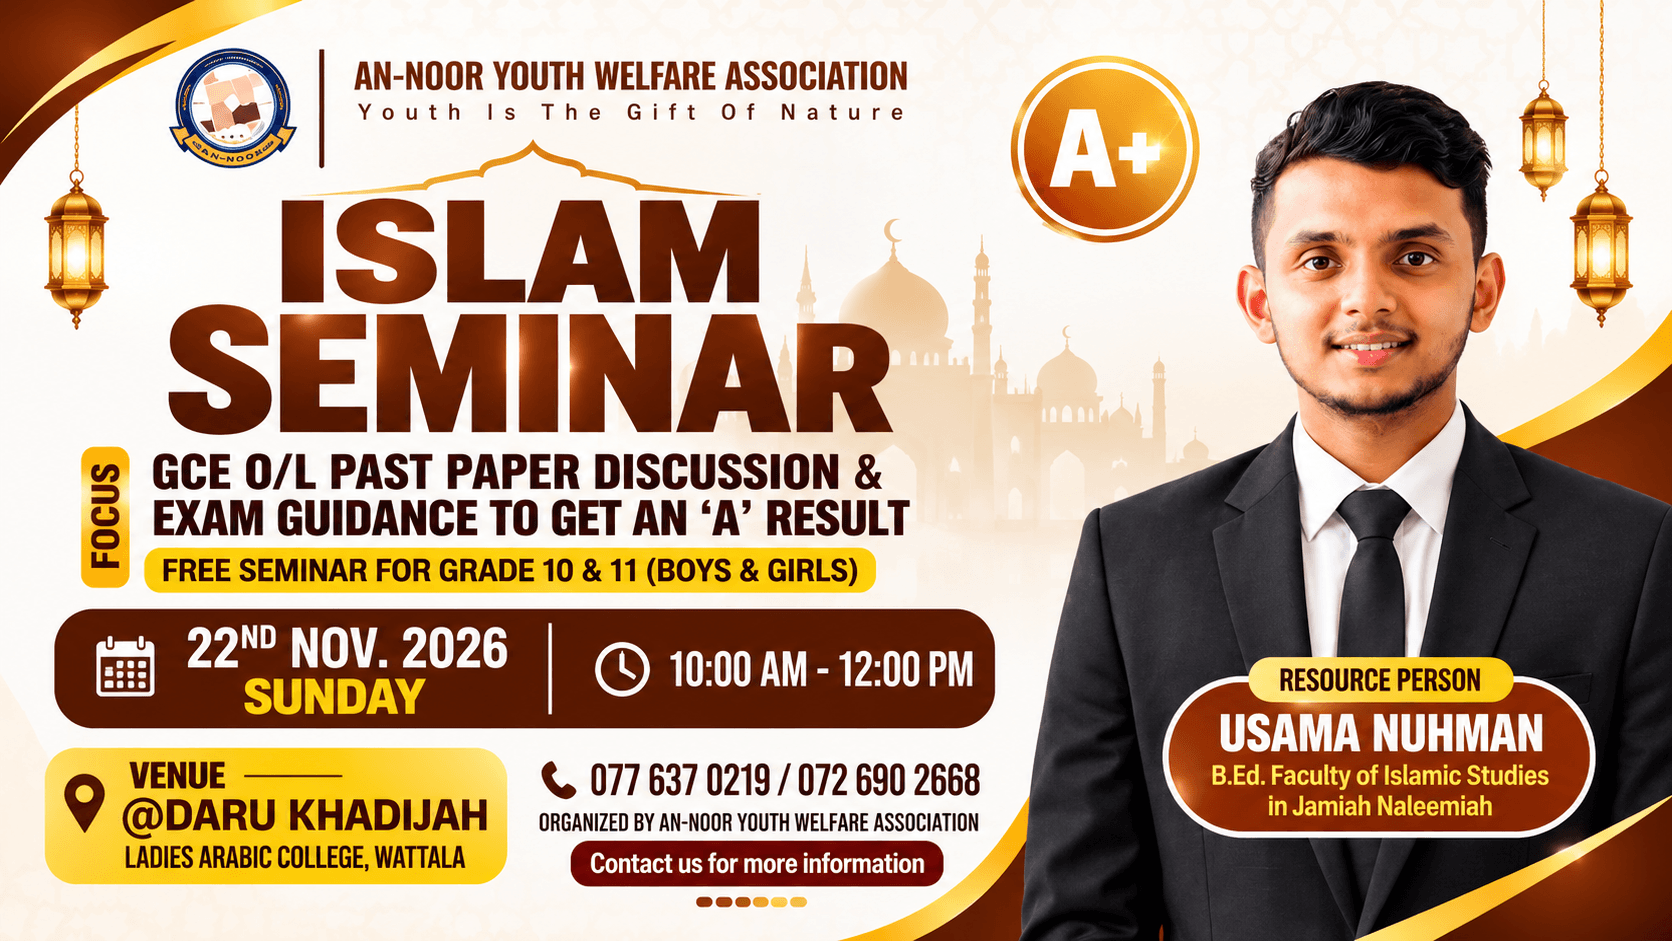 AN-NOOR YOUTH WELFARE ASSOCIATION
Youth Is The Gift Of Nature
AN-NOOR
A+
ISLAM
SEMINAR
FOCUS
GCE O/L PAST PAPER DISCUSSION &
EXAM GUIDANCE TO GET AN ‘A’ RESULT
FREE SEMINAR FOR GRADE 10 & 11 (BOYS & GIRLS)
22ND NOV. 2026
SUNDAY
10:00 AM - 12:00 PM
VENUE
@DARU KHADIJAH
LADIES ARABIC COLLEGE, WATTALA
077 637 0219 / 072 690 2668
ORGANIZED BY AN-NOOR YOUTH WELFARE ASSOCIATION
Contact us for more information
RESOURCE PERSON
USAMA NUHMAN
B.Ed. Faculty of Islamic Studies
in Jamiah Naleemiah